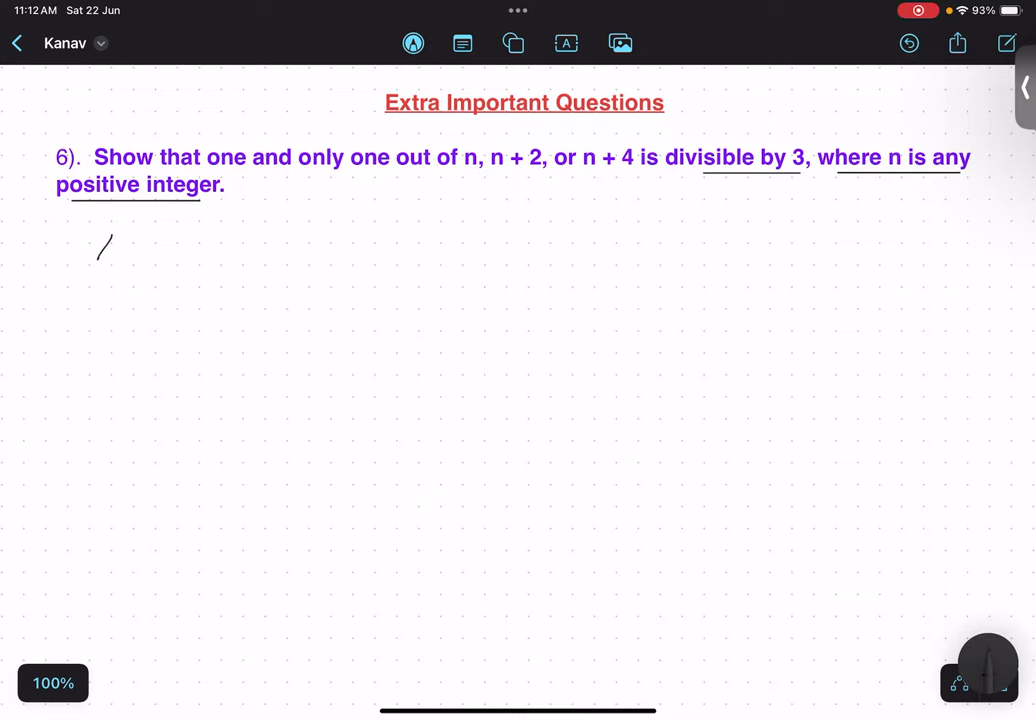 11:12 AM Sat 22 Jun
93%
Kanav
Extra Important Questions
6). Show that one and only one out of n, n + 2, or n + 4 is divisible by 3, where n is any
positive integer.
100%